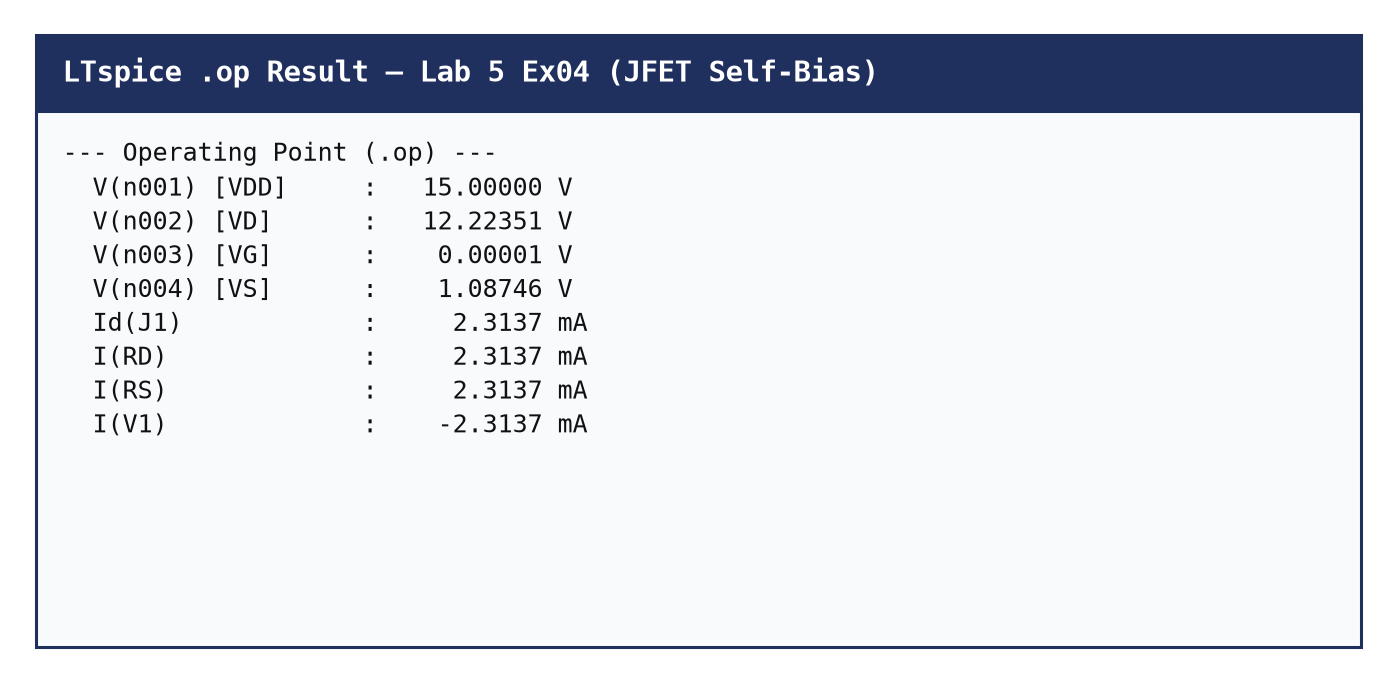 LTspice .op Result — Lab 5 Ex04 (JFET Self-Bias)
--- Operating Point (.op) ---
V(n001) [VDD]     :   15.00000 V
V(n002) [VD]      :   12.22351 V
V(n003) [VG]      :    0.00001 V
V(n004) [VS]      :    1.08746 V
Id(J1)            :     2.3137 mA
I(RD)             :     2.3137 mA
I(RS)             :     2.3137 mA
I(V1)             :    -2.3137 mA